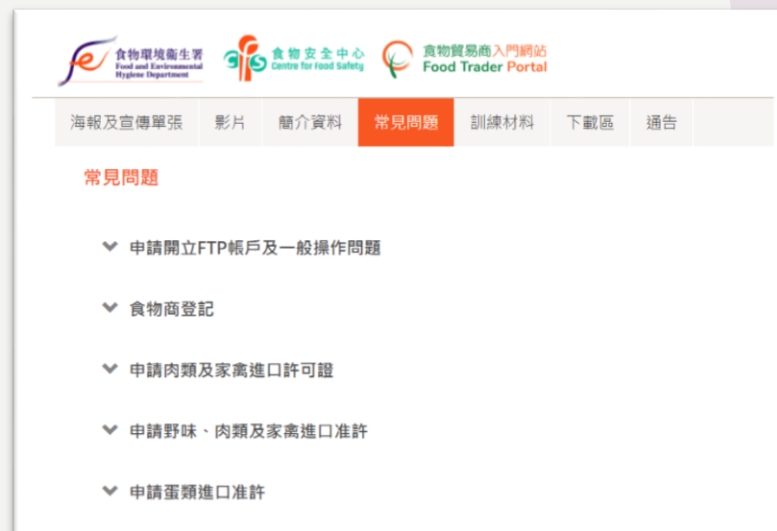 食物環境衞生署
Food and Environmental
Hygiene Department
食物安全中心
Centre for Food Safety
食物貿易商入門網站
Food Trader Portal
海報及宣傳單張 影片 簡介資料 常見問題 訓練材料 下載區 通告
常見問題
申請開立FTP帳戶及一般操作問題
食物商登記
申請肉類及家禽進口許可證
申請野味、肉類及家禽進口准許
申請蛋類進口准許